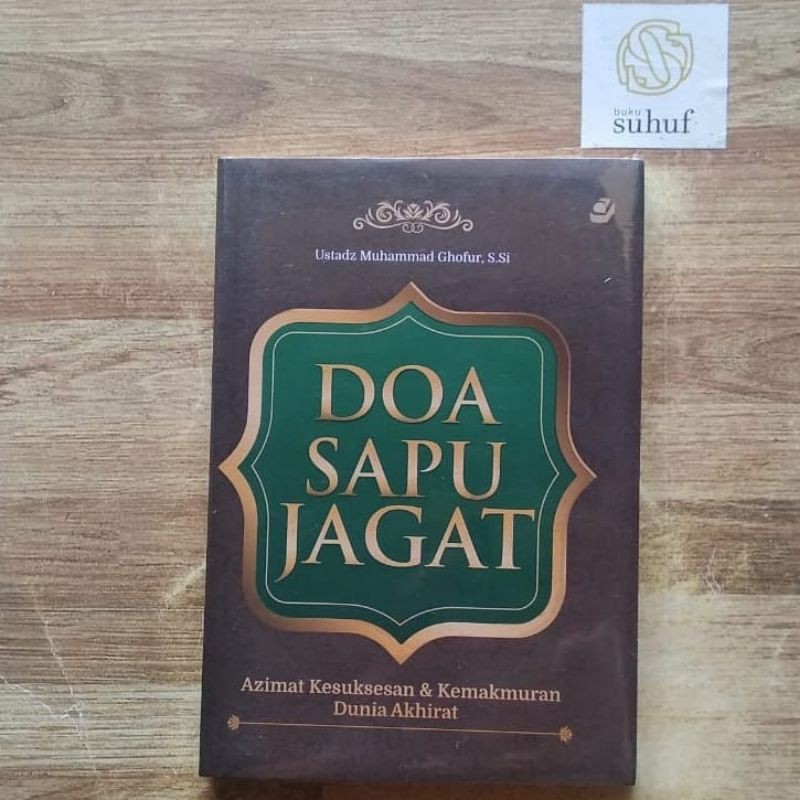 buku
suhuf
Ustadz Muhammad Ghofur, S.Si
DOA
SAPU
JAGAT
Azimat Kesuksesan & Kemakmuran
Dunia Akhirat